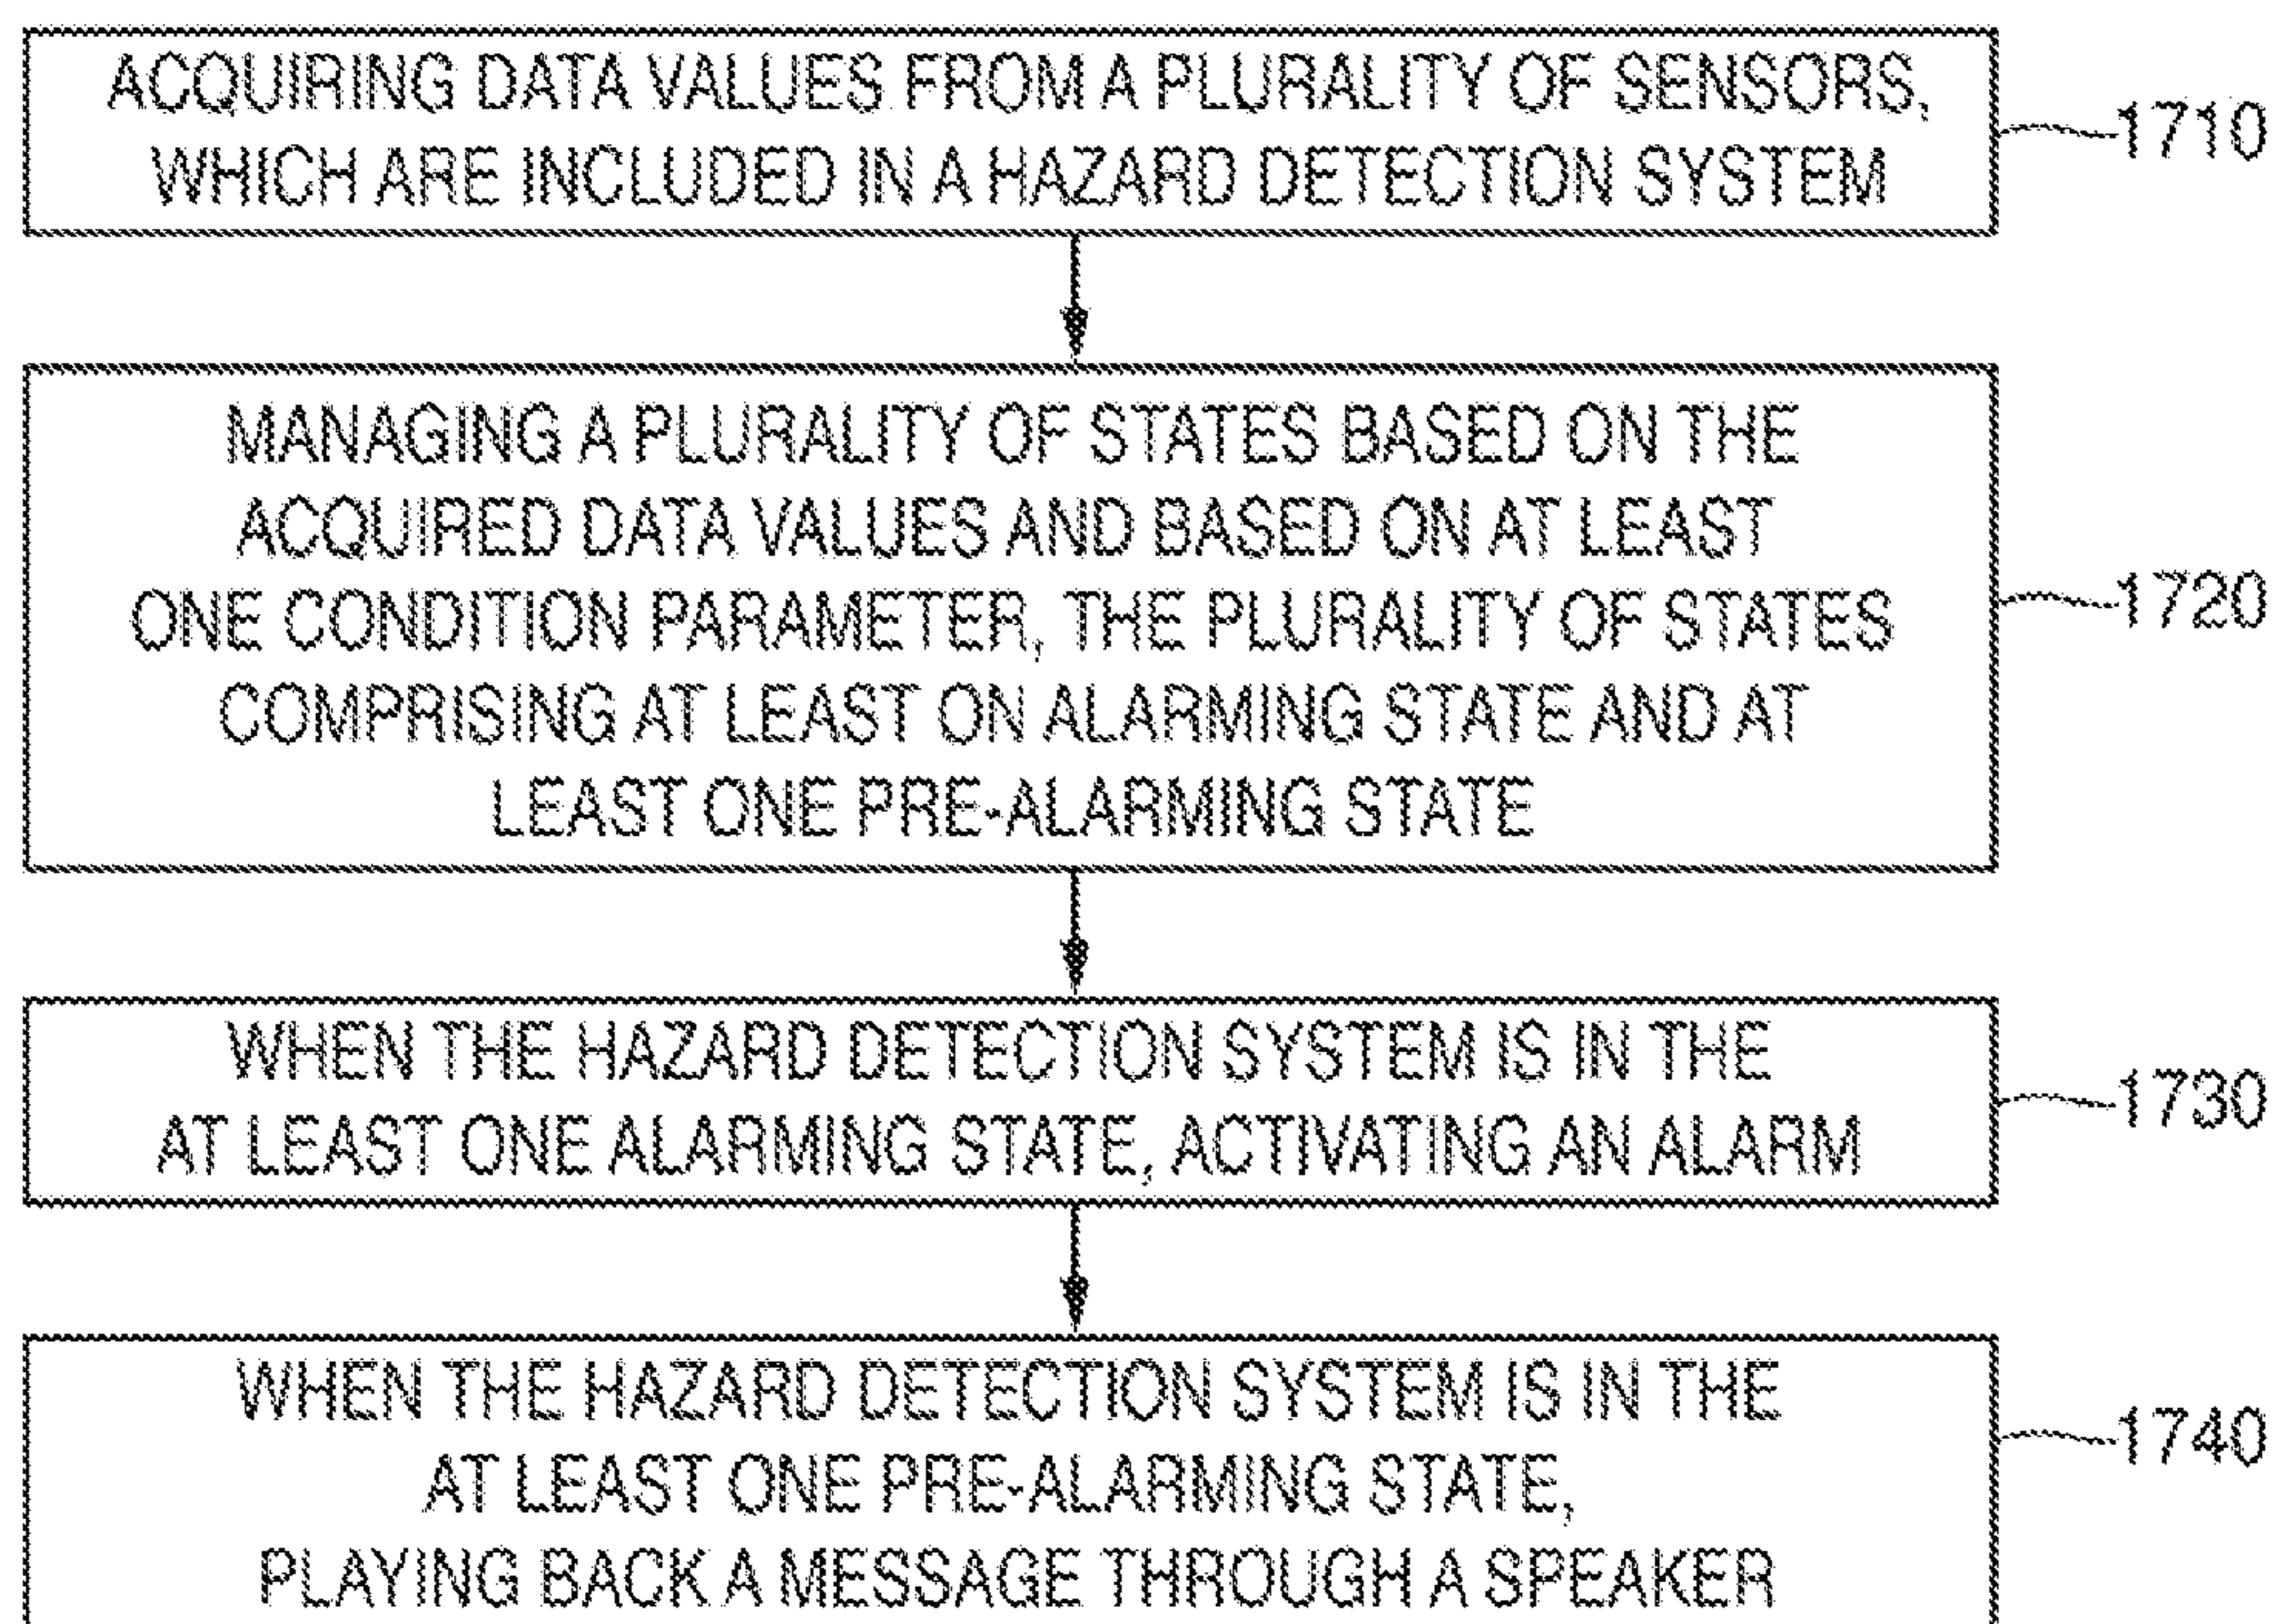 ACQUIRING DATA VALUES FROM A PLURALITY OF SENSORS,
WHICH ARE INCLUDED IN A HAZARD DETECTION SYSTEM
1710
MANAGING A PLURALITY OF STATES BASED ON THE
ACQUIRED DATA VALUES AND BASED ON AT LEAST
ONE CONDITION PARAMETER, THE PLURALITY OF STATES
COMPRISING AT LEAST ON ALARMING STATE AND AT
LEAST ONE PRE-ALARMING STATE
1720
WHEN THE HAZARD DETECTION SYSTEM IS IN THE
AT LEAST ONE ALARMING STATE, ACTIVATING AN ALARM
1730
WHEN THE HAZARD DETECTION SYSTEM IS IN THE
AT LEAST ONE PRE-ALARMING STATE,
PLAYING BACK A MESSAGE THROUGH A SPEAKER
1740